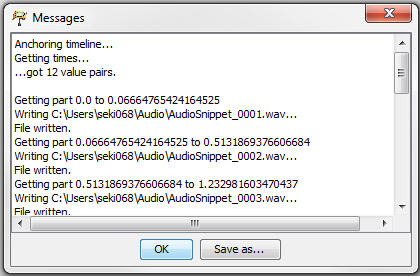 Messages
Anchoring timeline...
Getting times...
...got 12 value pairs.
Getting part 0.0 to 0.06664765424164525
Writing C:\Users\seki068\Audio\AudioSnippet_0001.wav...
File written.
Getting part 0.06664765424164525 to 0.5131869376606684
Writing C:\Users\seki068\Audio\AudioSnippet_0002.wav...
File written.
Getting part 0.5131869376606684 to 1.232981603470437
Writing C:\Users\seki068\Audio\AudioSnippet_0003.wav...
File written.
OK
Save as...